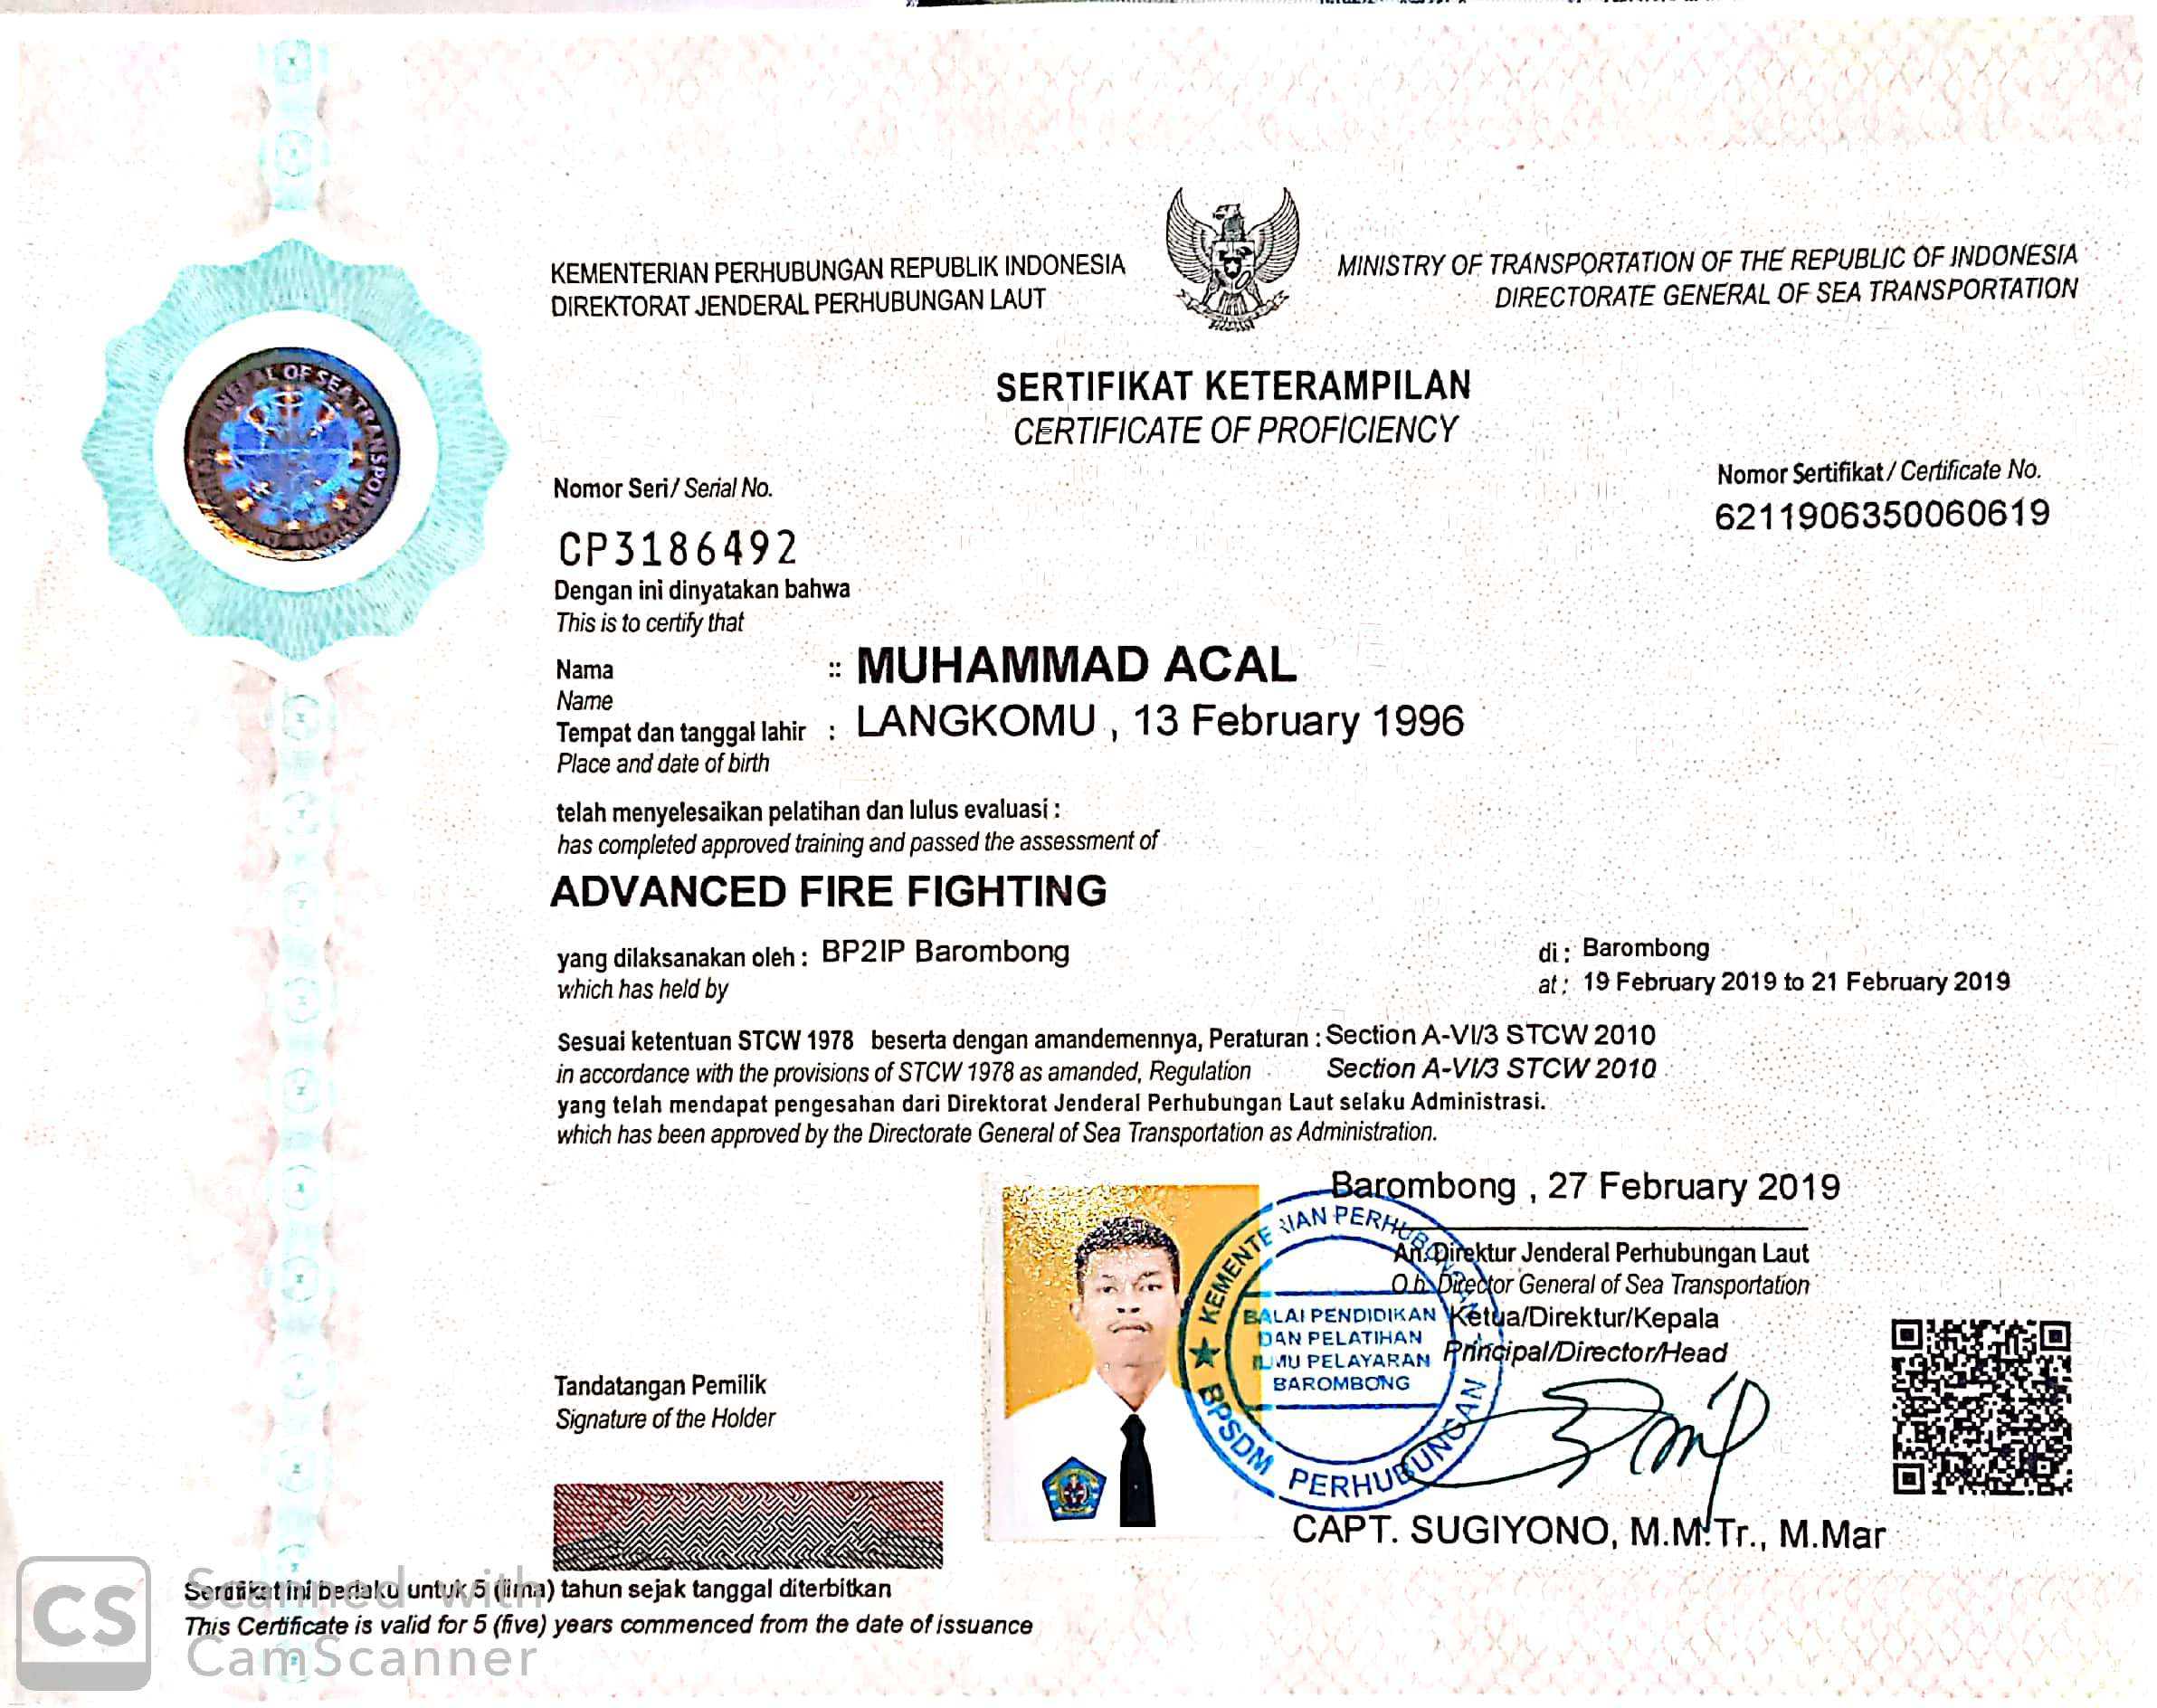 KEMENTERIAN PERHUBUNGAN REPUBLIK INDONESIA
DIREKTORAT JENDERAL PERHUBUNGAN LAUT
MINISTRY OF TRANSPORTATION OF THE REPUBLIC OF INDONESIA
DIRECTORATE GENERAL OF SEA TRANSPORTATION
SERTIFIKAT KETERAMPILAN
CERTIFICATE OF PROFICIENCY
Nomor Seri / Serial No.
CP3186492
Nomor Sertifikat / Certificate No.
6211906350060619
Dengan ini dinyatakan bahwa
This is to certify that
Nama :: MUHAMMAD ACAL
Name
Tempat dan tanggal lahir : LANGKOMU , 13 February 1996
Place and date of birth
telah menyelesaikan pelatihan dan lulus evaluasi :
has completed approved training and passed the assessment of
ADVANCED FIRE FIGHTING
yang dilaksanakan oleh : BP2IP Barombong
which has held by
di : Barombong
at : 19 February 2019 to 21 February 2019
Sesuai ketentuan STCW 1978 beserta dengan amandemennya, Peraturan : Section A-VI/3 STCW 2010
in accordance with the provisions of STCW 1978 as amanded, Regulation Section A-VI/3 STCW 2010
yang telah mendapat pengesahan dari Direktorat Jenderal Perhubungan Laut selaku Administrasi.
which has been approved by the Directorate General of Sea Transportation as Administration.
Barombong , 27 February 2019
An. Direktur Jenderal Perhubungan Laut
O.b. Director General of Sea Transportation
Ketua/Direktur/Kepala
Principal/Director/Head
KEMENTERIAN PERHUBUNGAN
BALAI PENDIDIKAN
DAN PELATIHAN
ILMU PELAYARAN
BAROMBONG
BPSDM PERHUBUNGAN
Tandatangan Pemilik
Signature of the Holder
CAPT. SUGIYONO, M.M.Tr., M.Mar
Sertifikat ini berlaku untuk 5 (lima) tahun sejak tanggal diterbitkan
This Certificate is valid for 5 (five) years commenced from the date of issuance
CS
Scanned with
CamScanner